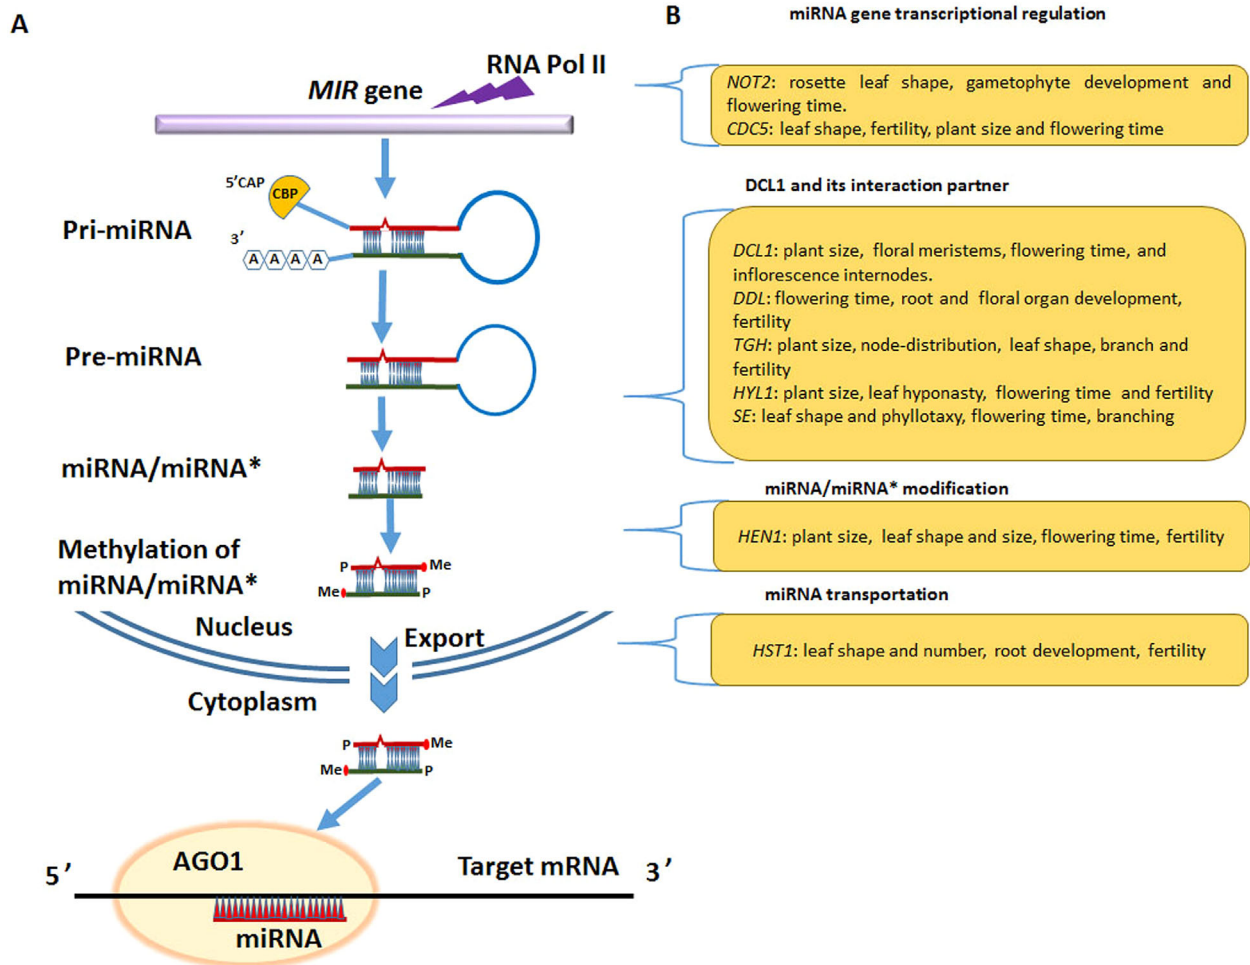 A
RNA Pol II
MIR gene
5'CAP
CBP
Pri-miRNA
3'
A A A A
Pre-miRNA
miRNA/miRNA*
Methylation of
miRNA/miRNA*
P Me
Me P
Nucleus
Export
Cytoplasm
P Me
Me P
AGO1
Target mRNA
5'
3'
miRNA
B
miRNA gene transcriptional regulation
NOT2: rosette leaf shape, gametophyte development and
flowering time.
CDC5: leaf shape, fertility, plant size and flowering time
DCL1 and its interaction partner
DCL1: plant size, floral meristems, flowering time, and
inflorescence internodes.
DDL: flowering time, root and floral organ development,
fertility
TGH: plant size, node-distribution, leaf shape, branch and
fertility
HYL1: plant size, leaf hyponasty, flowering time and fertility
SE: leaf shape and phyllotaxy, flowering time, branching
miRNA/miRNA* modification
HEN1: plant size, leaf shape and size, flowering time, fertility
miRNA transportation
HST1: leaf shape and number, root development, fertility